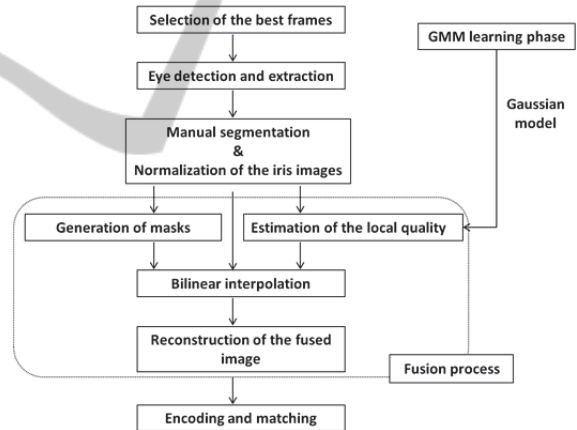 Selection of the best frames
GMM learning phase
Eye detection and extraction
Gaussian
model
Manual segmentation
&
Normalization of the iris images
Generation of masks
Estimation of the local quality
Bilinear interpolation
Reconstruction of the fused
image
Fusion process
Encoding and matching